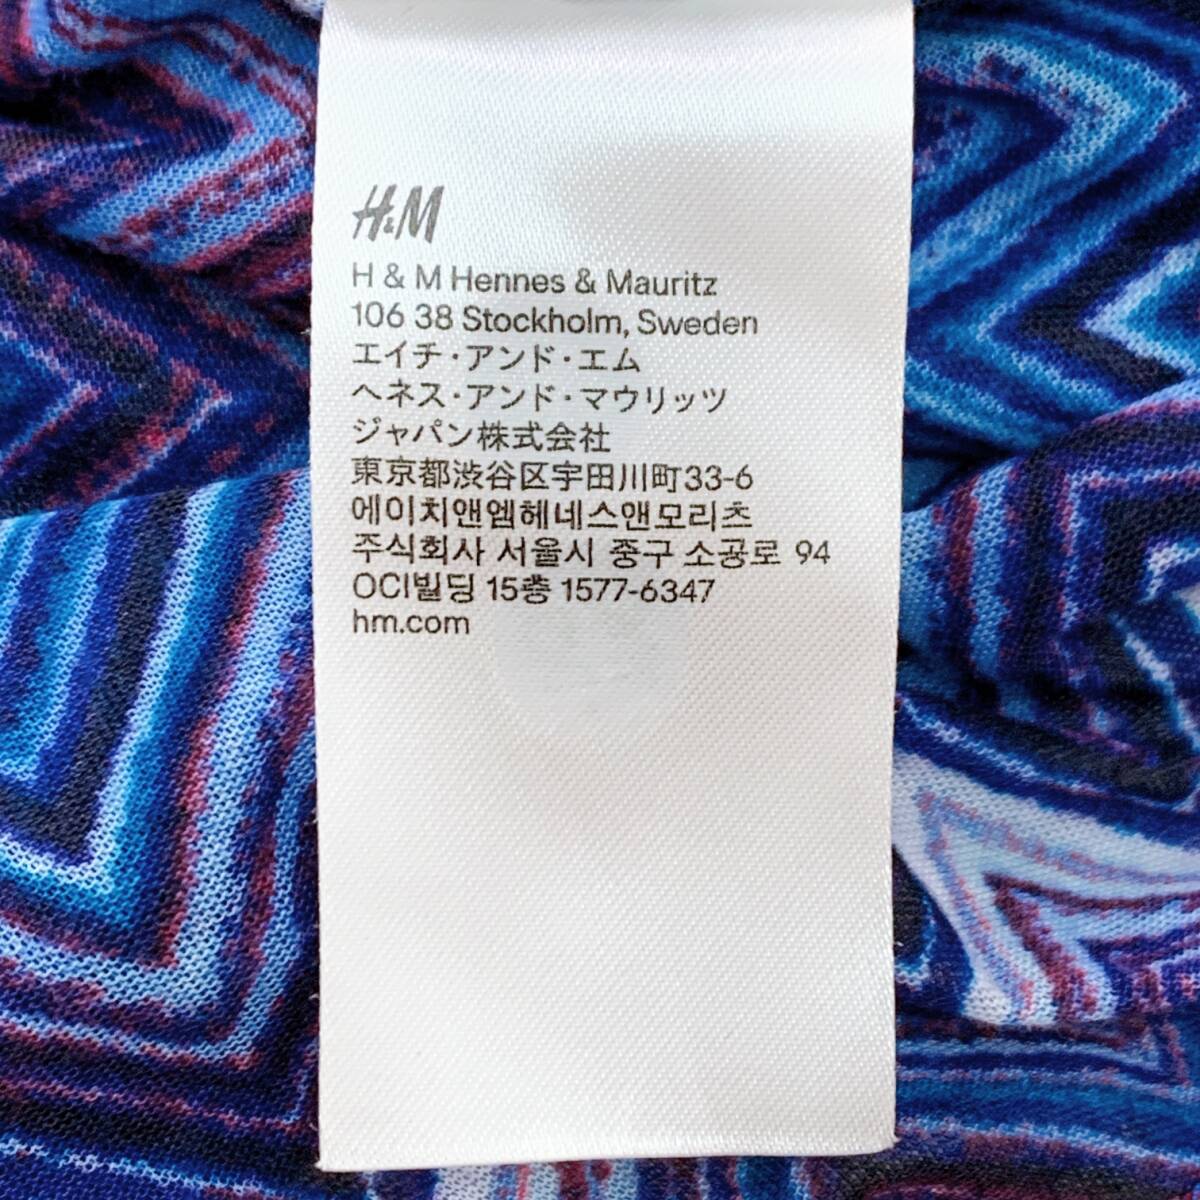 H&M
H & M Hennes & Mauritz
106 38 Stockholm, Sweden
エイチ・アンド・エム
ヘネス・アンド・マウリッツ
ジャパン株式会社
東京都渋谷区宇田川町33-6
에이치앤엠헤네스앤모리츠
주식회사 서울시 중구 소공로 94
OCI빌딩 15층 1577-6347
hm.com